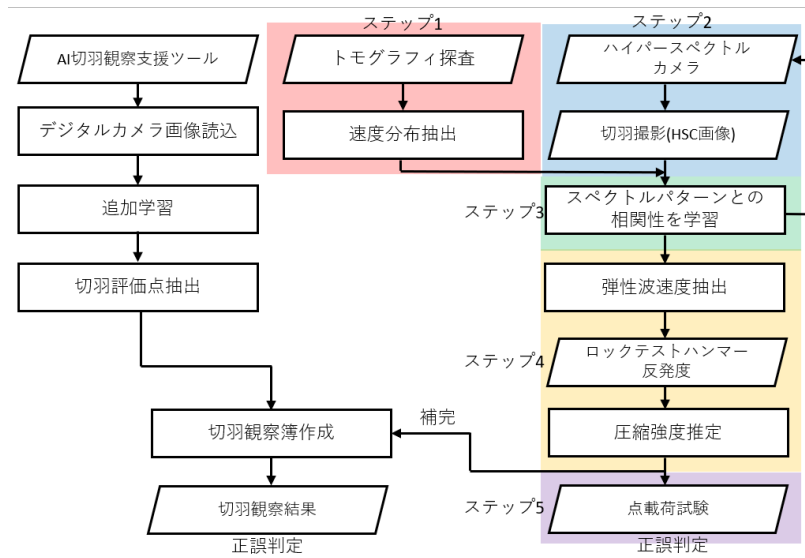 ステップ1
ステップ2
AI切羽観察支援ツール
トモグラフィ探査
ハイパースペクトル
カメラ
デジタルカメラ画像読込
速度分布抽出
切羽撮影(HSC画像)
追加学習
ステップ3
スペクトルパターンとの
相関性を学習
切羽評価点抽出
弾性波速度抽出
ステップ4
ロックテストハンマー
反発度
切羽観察簿作成
補完
圧縮強度推定
切羽観察結果
ステップ5
点載荷試験
正誤判定
正誤判定